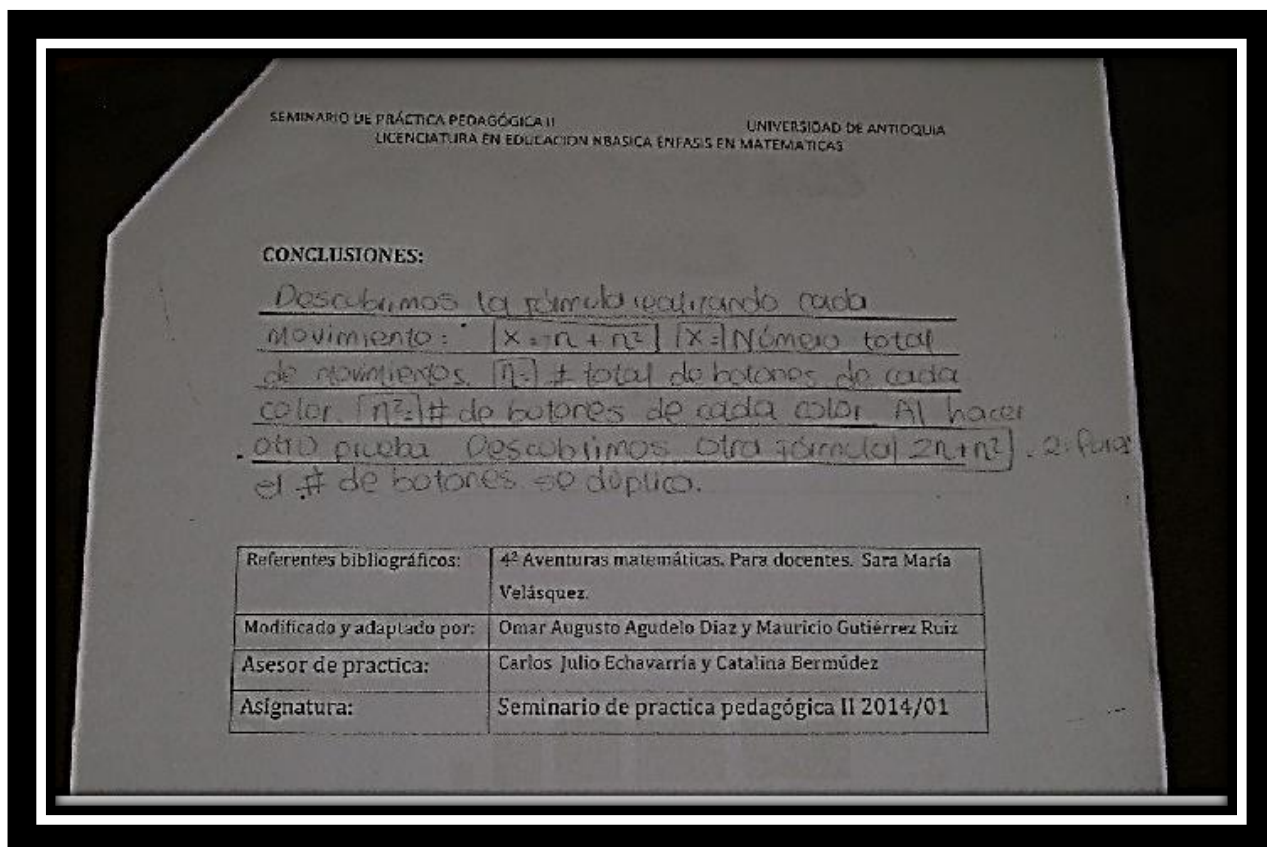 SEMINARIO DE PRÁCTICA PEDAGÓGICA II UNIVERSIDAD DE ANTIOQUIA
LICENCIATURA EN EDUCACION NBASICA ÉNFASIS EN MATEMATICAS
CONCLUSIONES:
Descubrimos la fórmula realizando cada
Movimiento: x = n + n² x= Número total
de movimientos. n= # total de botones de cada
color. n²= # de botones de cada color. Al hacer
otro prueba Descubrimos otra fórmula 2n+n². 2:
el # de botones se duplica.
Referentes bibliográficos: 4º Aventuras matemáticas. Para docentes. Sara María
Velásquez.
Modificado y adaptado por: Omar Augusto Agudelo Diaz y Mauricio Gutiérrez Ruiz
Asesor de practica: Carlos Julio Echavarría y Catalina Bermúdez
Asignatura: Seminario de practica pedagógica II 2014/01